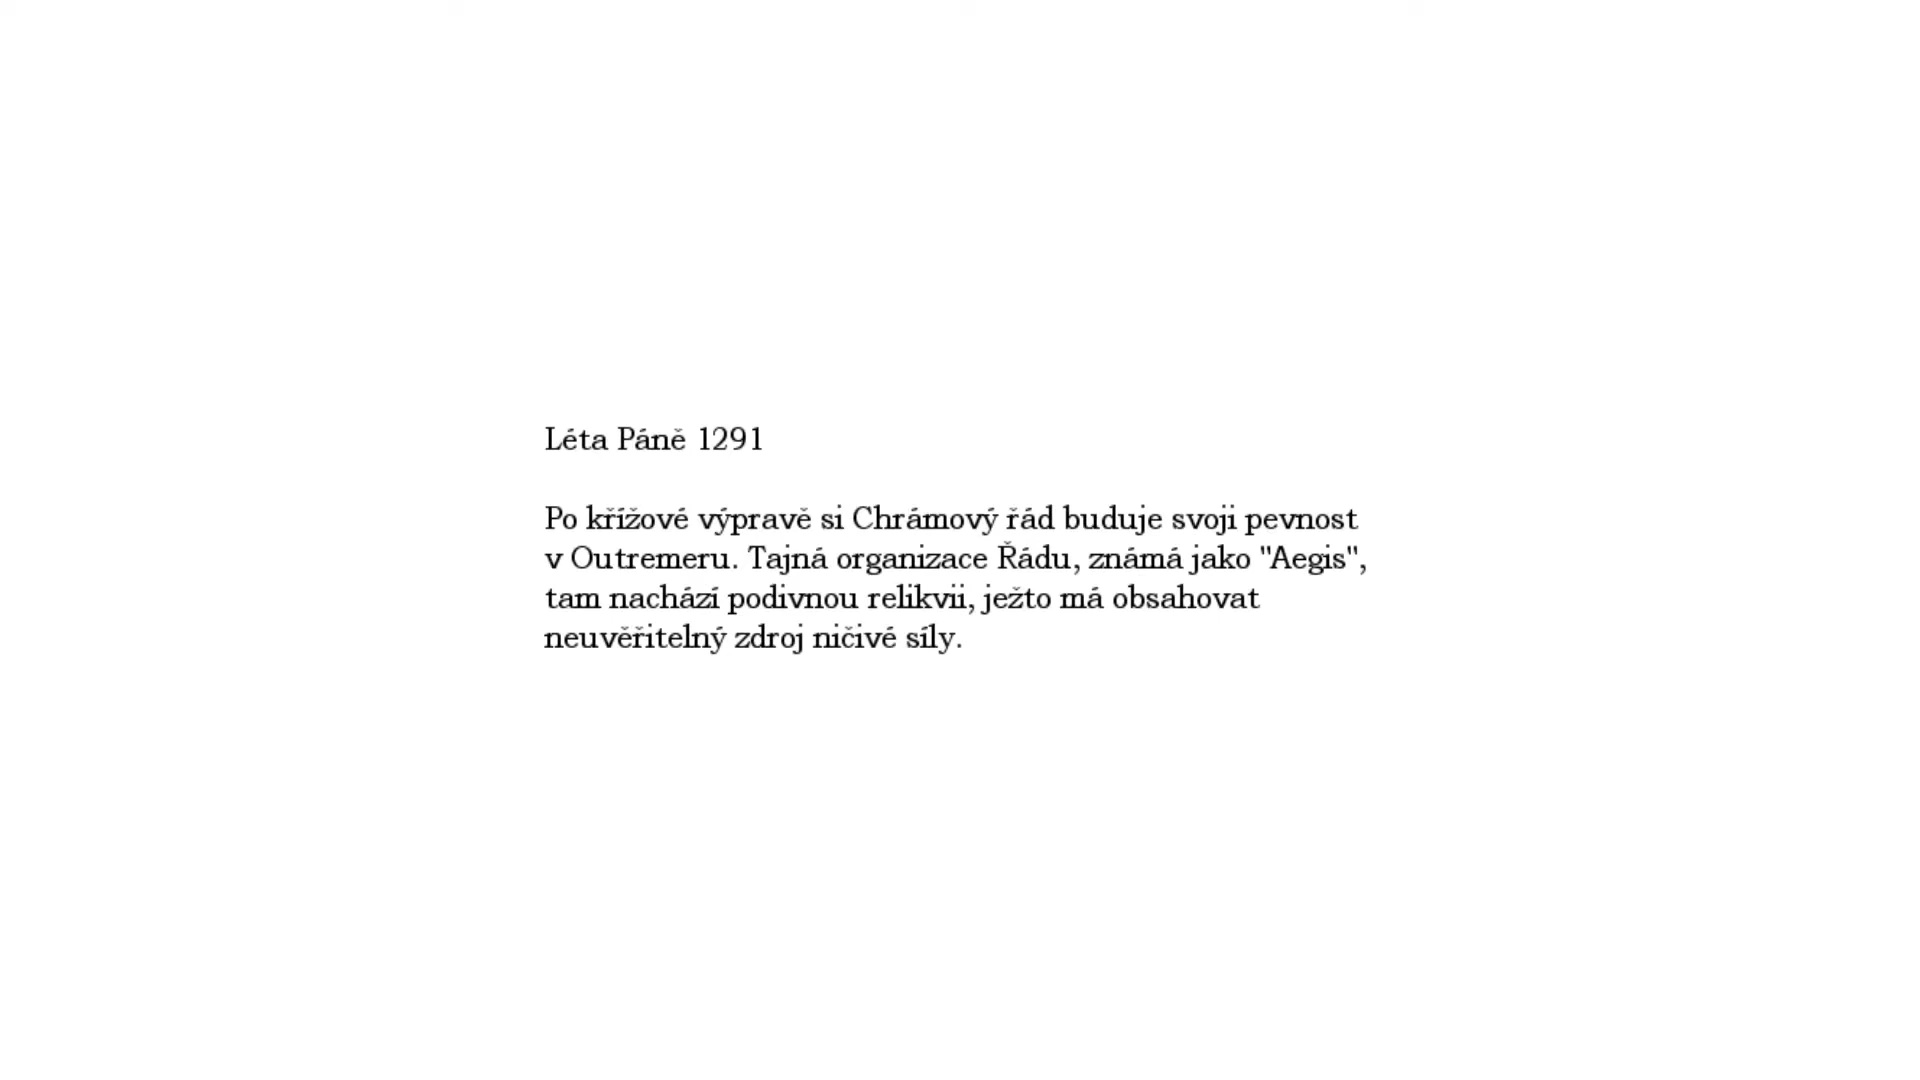 Léta Páně 1291
Po křížové výpravě si Chrámový řád buduje svoji pevnost
v Outremeru. Tajná organizace Řádu, známá jako "Aegis",
tam nachází podivnou relikvii, ježto má obsahovat
neuvěřitelný zdroj ničivé síly.